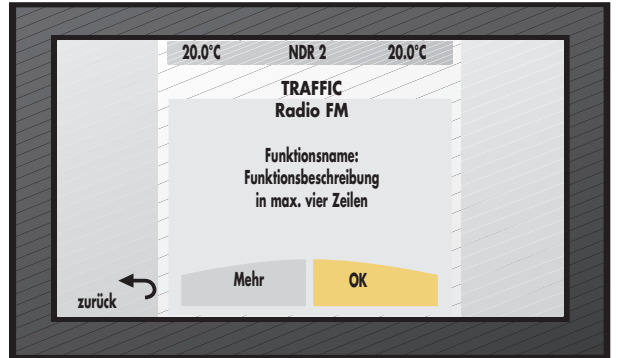 20.0°C NDR 2 20.0°C
TRAFFIC
Radio FM
Funktionsname:
Funktionsbeschreibung
in max. vier Zeilen
Mehr OK
zurück